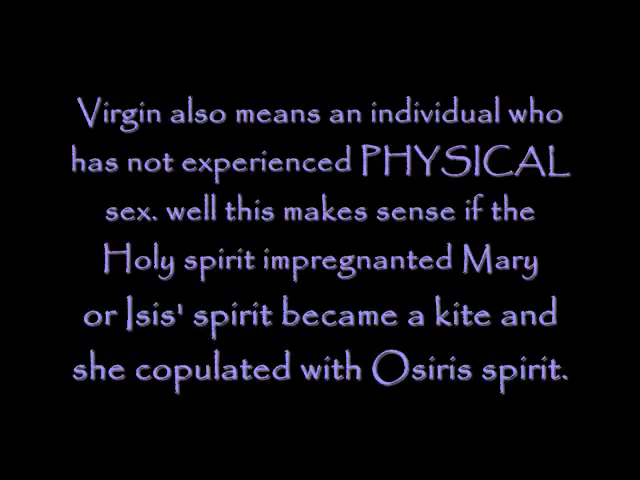 Virgin also means an individual who
has not experienced PHYSICAL
sex. well this makes sense if the
Holy spirit impregnanted Mary
or Isis' spirit became a kite and
she copulated with Osiris spirit.